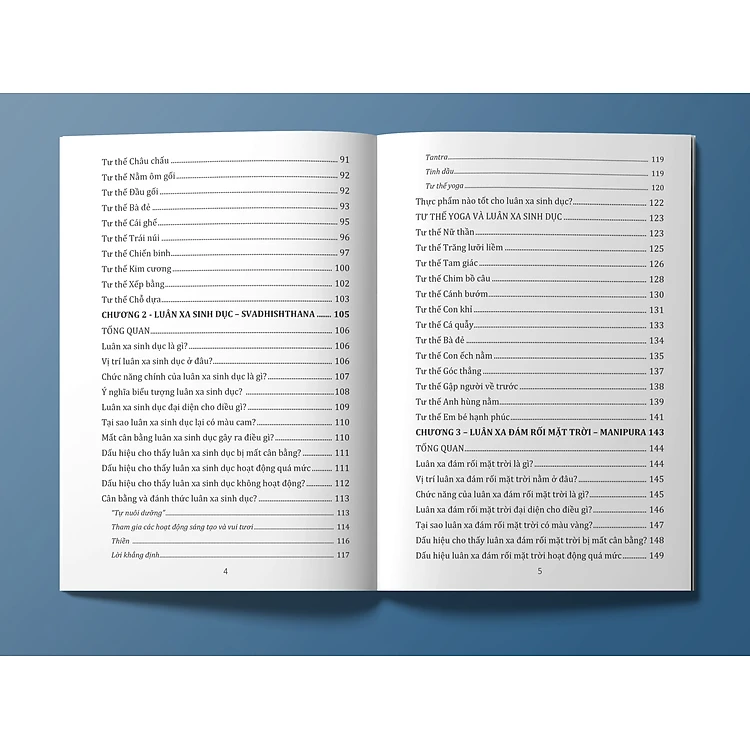 Tư thế Châu chấu 91
Tư thế Nằm ôm gối 92
Tư thế Đầu gối 92
Tư thế Bà đẻ 93
Tư thế Cái ghế 95
Tư thế Trái núi 96
Tư thế Chiến binh 97
Tư thế Kim cương 100
Tư thế Xếp bằng 102
Tư thế Chỗ dựa 103
CHƯƠNG 2 - LUÂN XA SINH DỤC – SVADHISHTHANA 105
TỔNG QUAN 106
Luân xa sinh dục là gì? 106
Vị trí luân xa sinh dục ở đâu? 106
Chức năng chính của luân xa sinh dục là gì? 107
Ý nghĩa biểu tượng luân xa sinh dục? 108
Luân xa sinh dục đại diện cho điều gì? 109
Tại sao luân xa sinh dục lại có màu cam? 110
Mất cân bằng luân xa sinh dục gây ra điều gì? 110
Dấu hiệu cho thấy luân xa sinh dục bị mất cân bằng? 111
Dấu hiệu cho thấy luân xa sinh dục hoạt động quá mức 111
Dấu hiệu cho thấy luân xa sinh dục không hoạt động? 112
Cân bằng và đánh thức luân xa sinh dục? 113
"Tự nuôi dưỡng" 113
Tham gia các hoạt động sáng tạo và vui tươi 114
Thiền 116
Lời khẳng định 117
4
Tantra 119
Tinh dầu 119
Tư thế yoga 120
Thực phẩm nào tốt cho luân xa sinh dục? 122
TƯ THẾ YOGA VÀ LUÂN XA SINH DỤC 123
Tư thế Nữ thần 123
Tư thế Trăng lưỡi liềm 125
Tư thế Tam giác 126
Tư thế Chim bồ câu 128
Tư thế Cánh bướm 130
Tư thế Con khỉ 131
Tư thế Cá quẫy 133
Tư thế Bà đẻ 134
Tư thế Con ếch nằm 135
Tư thế Góc thẳng 137
Tư thế Gập người về trước 138
Tư thế Anh hùng nằm 139
Tư thế Em bé hạnh phúc 141
CHƯƠNG 3 – LUÂN XA ĐÁM RỐI MẶT TRỜI – MANIPURA 143
TỔNG QUAN 144
Luân xa đám rối mặt trời là gì? 144
Vị trí luân xa đám rối mặt trời nằm ở đâu? 145
Chức năng của luân xa đám rối mặt trời là gì? 145
Luân xa đám rối mặt trời đại diện cho điều gì? 146
Tại sao luân xa đám rối mặt trời có màu vàng? 147
Dấu hiệu cho thấy luân xa đám rối mặt trời bị mất cân bằng? 148
Dấu hiệu luân xa đám rối mặt trời hoạt động quá mức 149
5